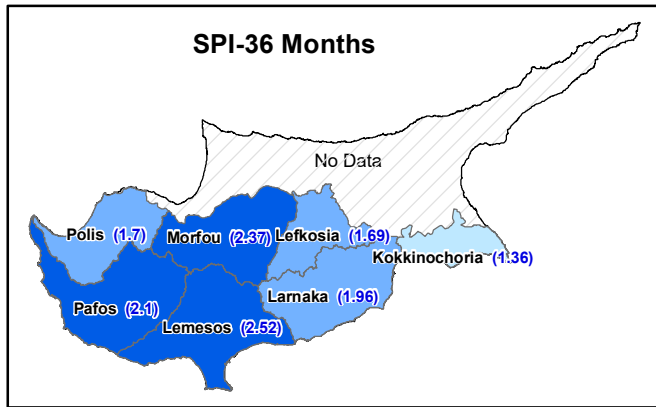 SPI-36 Months
No Data
Polis (1.7)
Morfou (2.37)
Lefkosia (1.69)
Kokkinochoria (1.36)
Pafos (2.1)
Larnaka (1.96)
Lemesos (2.52)